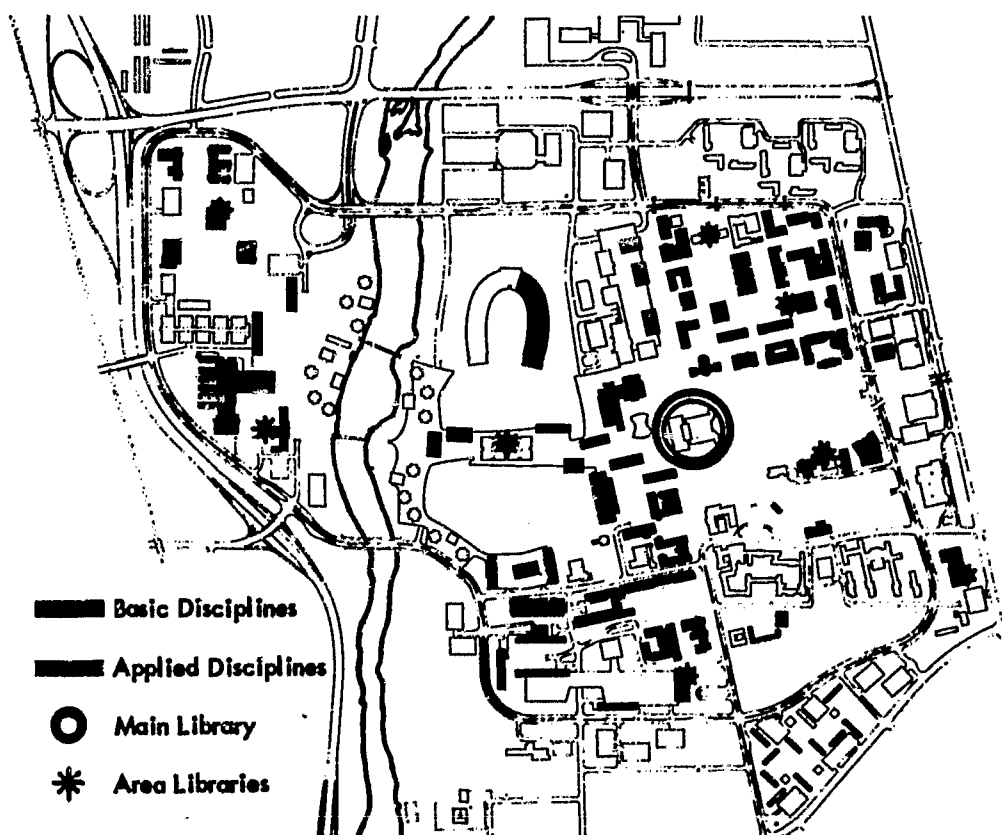 Basic Disciplines
Applied Disciplines
Main Library
Area Libraries